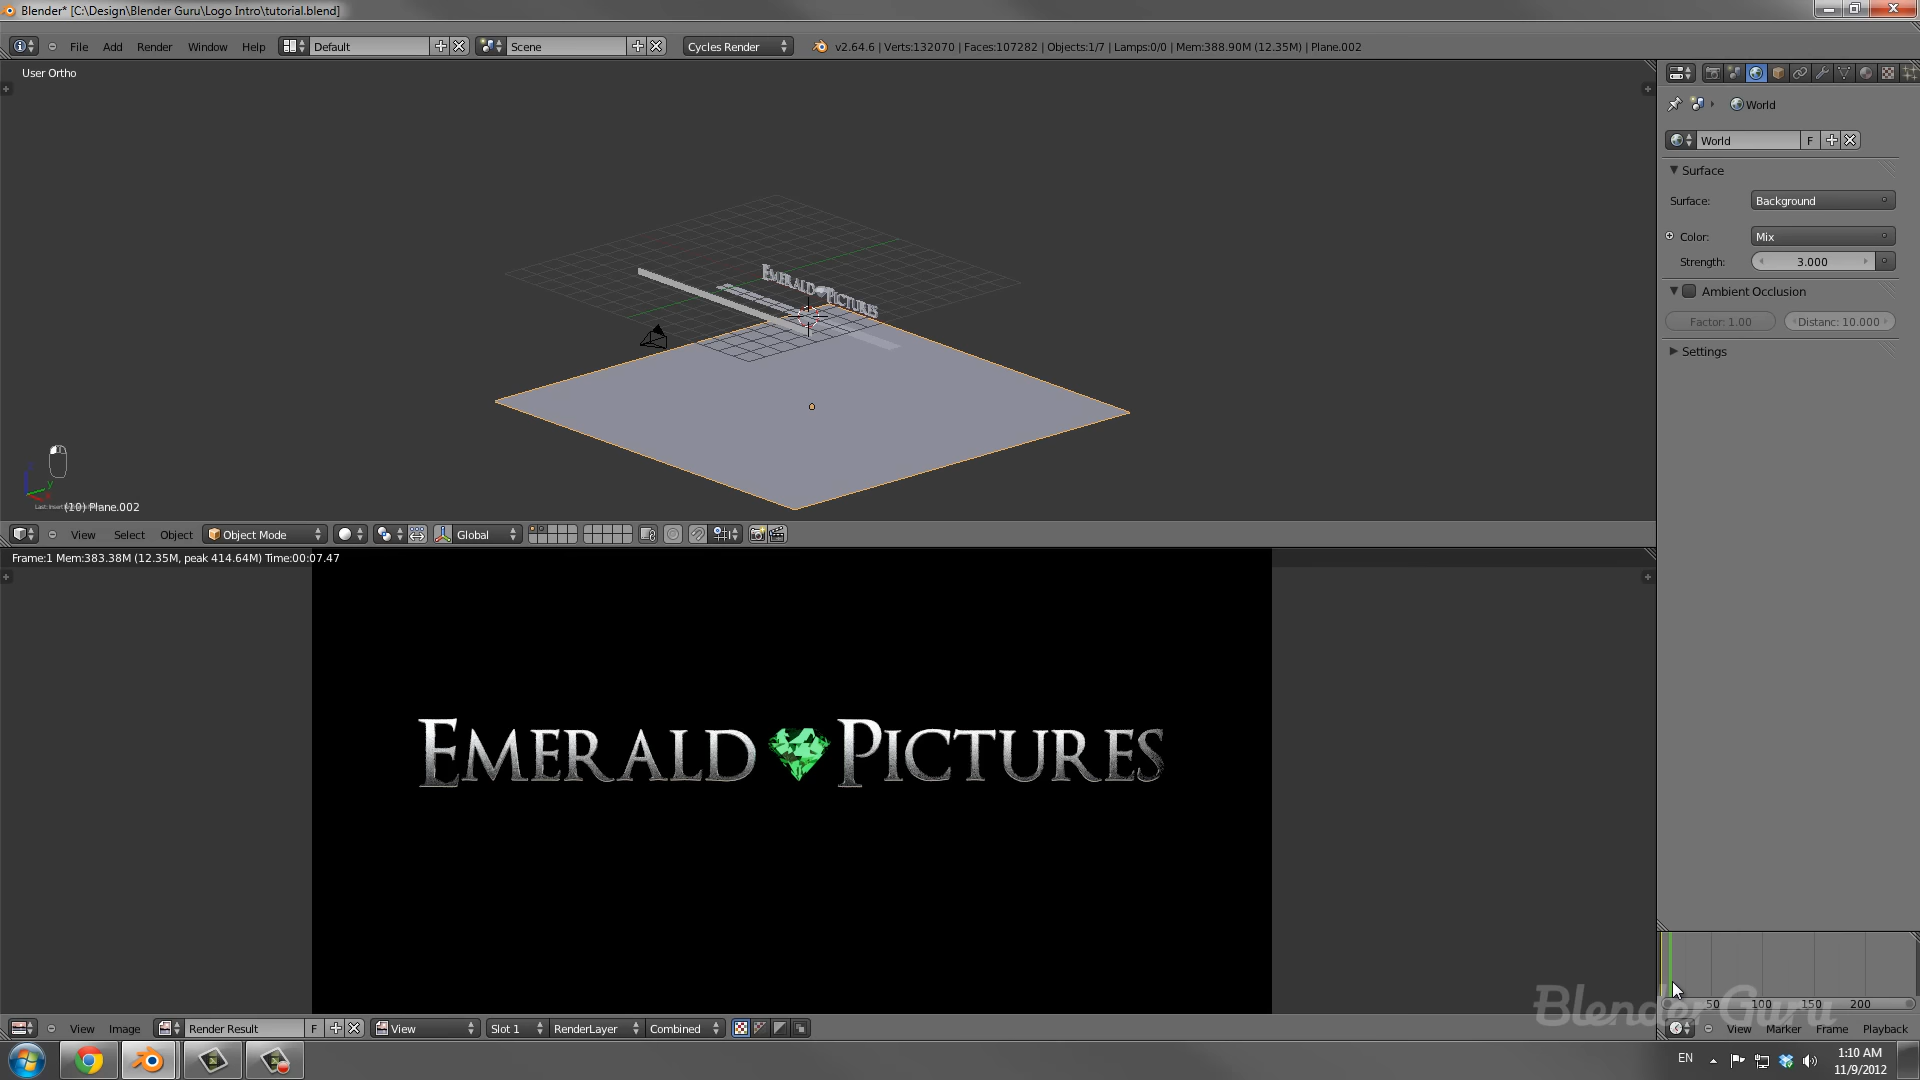 Blender* [C:\Design\Blender Guru\Logo Intro\tutorial.blend]
File Add Render Window Help Default Scene Cycles Render v2.64.6 | Verts:132070 | Faces:107282 | Objects:1/7 | Lamps:0/0 | Mem:388.90M (12.35M) | Plane.002
User Ortho
World
World F
Surface
Surface: Background
Color: Mix
Strength: 3.000
Ambient Occlusion
Factor: 1.00 Distanc: 10.000
Settings
EMERALD PICTURES
z
y
x
(10) Plane.002
View Select Object Object Mode Global
Frame:1 Mem:383.38M (12.35M, peak 414.64M) Time:00:07.47
EMERALD PICTURES
50 100 150 200
BlenderGuru
View Image Render Result F View Slot 1 RenderLayer Combined
View Marker Frame Playback
EN 1:10 AM
11/9/2012